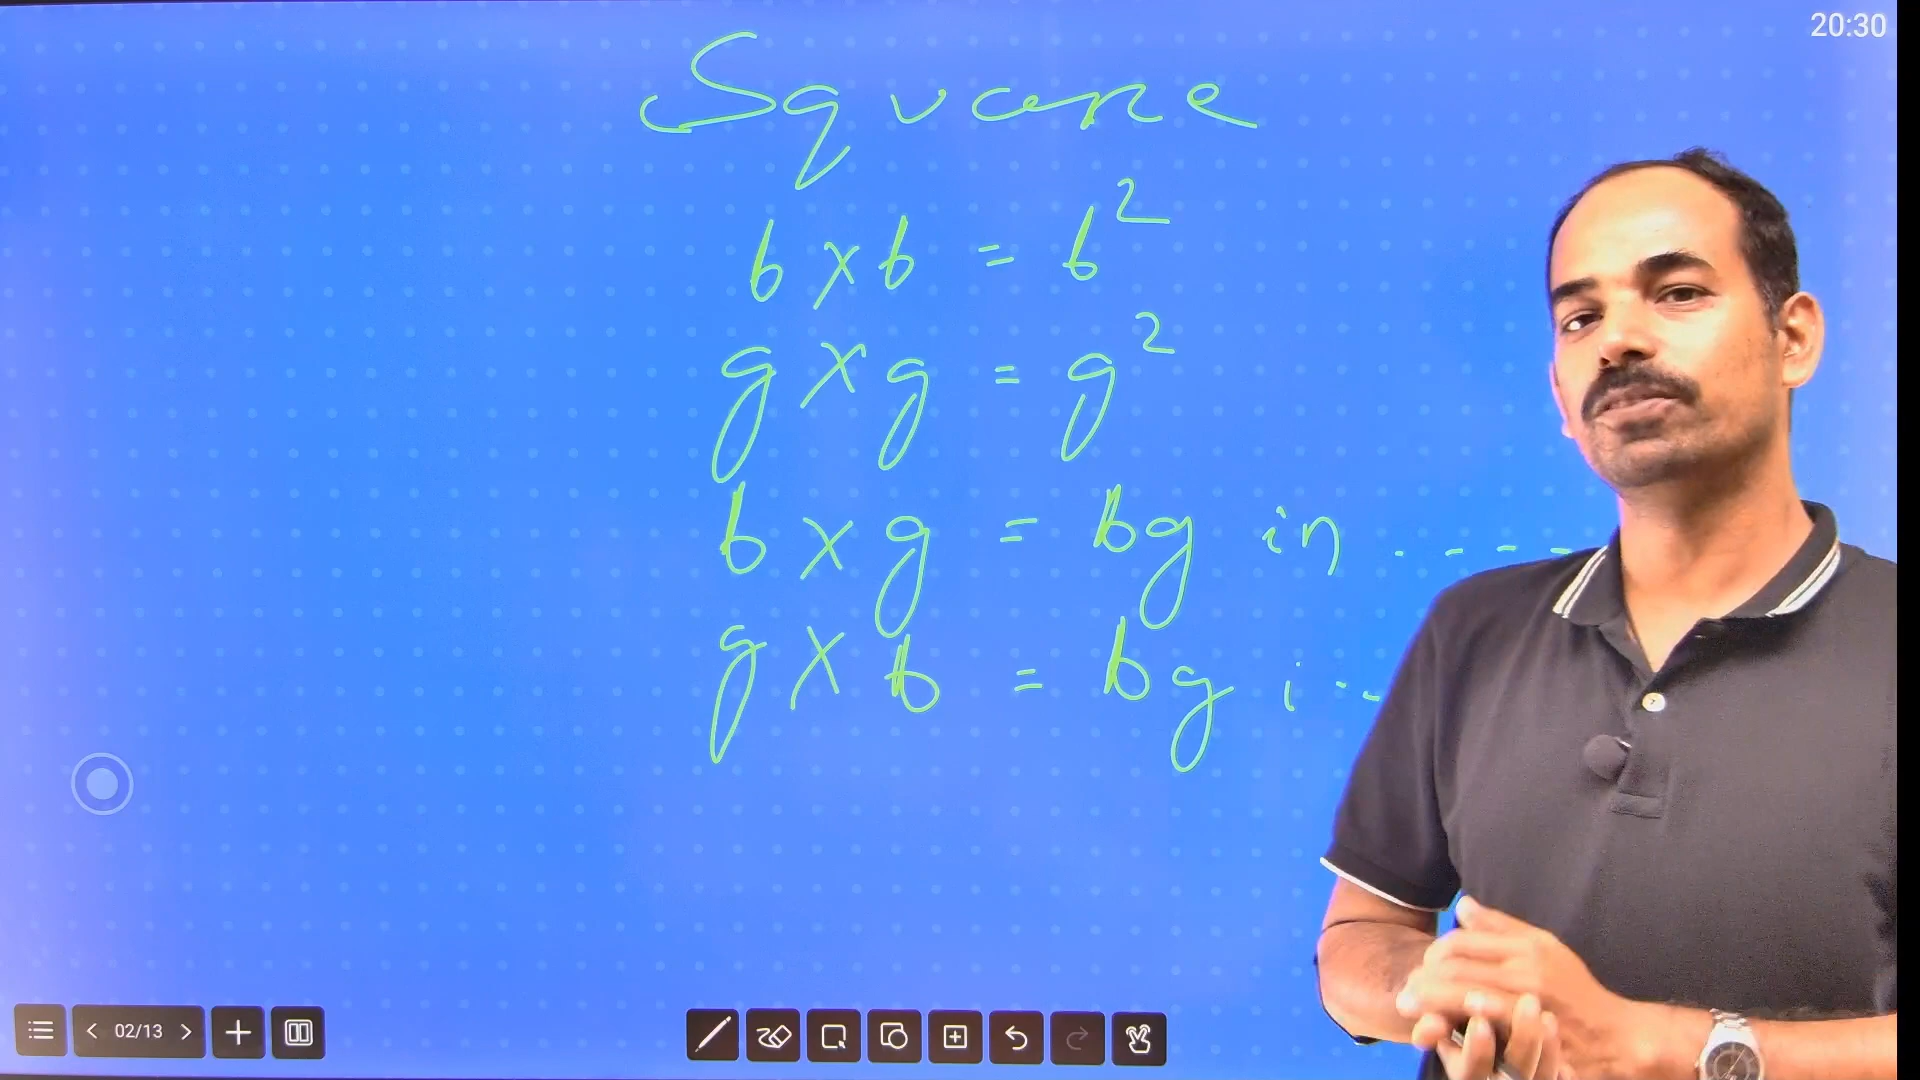 20:30
Square
b x b = b²
g x g = g²
b x g = bg in .----
g x b = bg i--
02/13